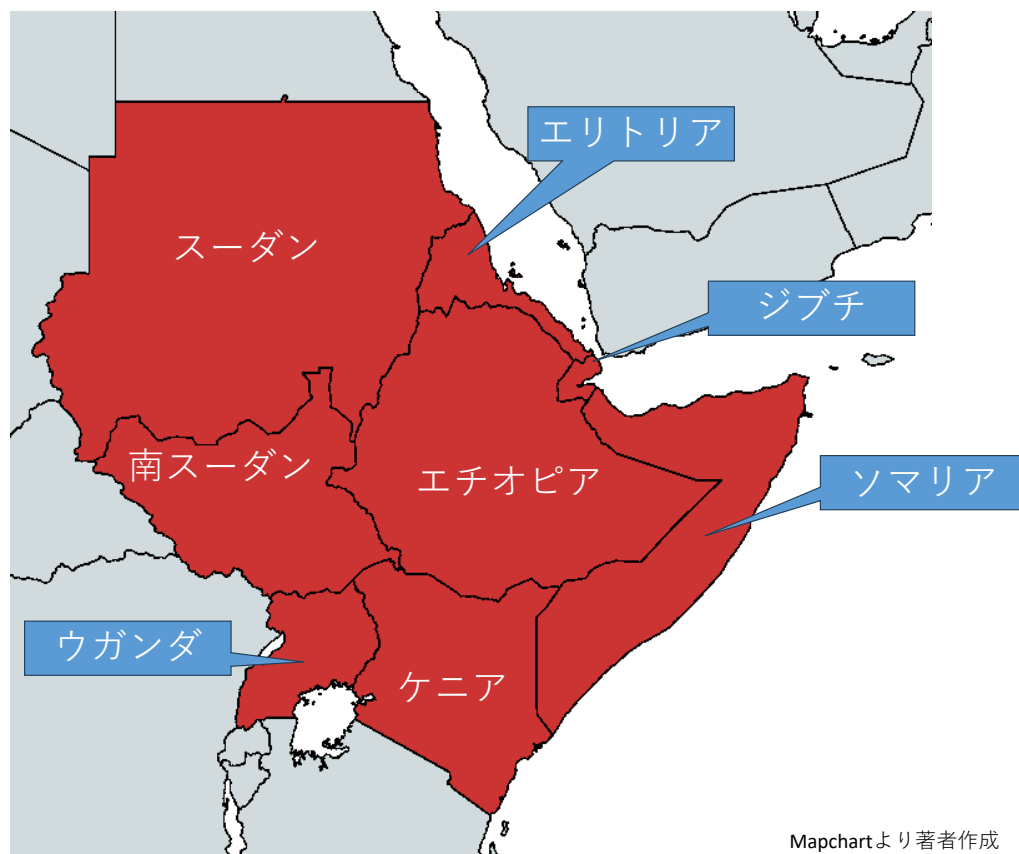 エリトリア
スーダン
ジブチ
南スーダン
エチオピア
ソマリア
ウガンダ
ケニア
Mapchartより著者作成